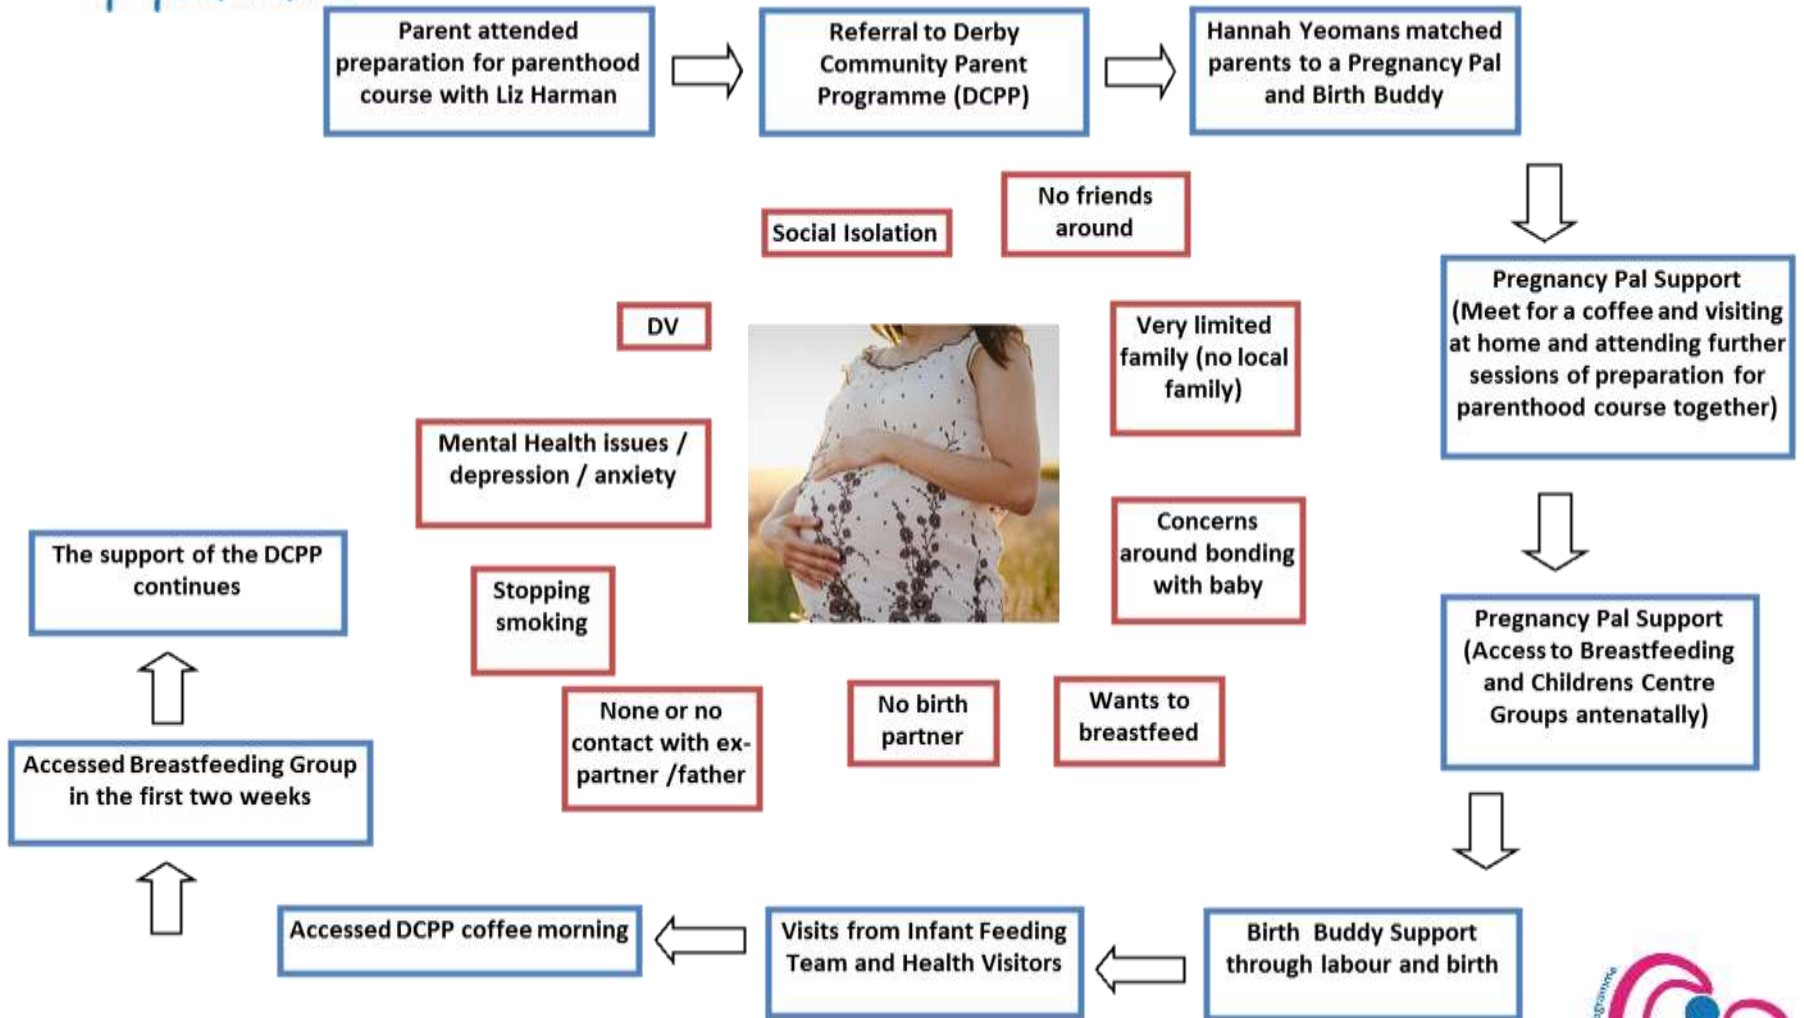 Parent attended
preparation for parenthood
course with Liz Harman
Referral to Derby
Community Parent
Programme (DCPP)
Hannah Yeomans matched
parents to a Pregnancy Pal
and Birth Buddy
No friends
around
Social Isolation
DV
Very limited
family (no local
family)
Pregnancy Pal Support
(Meet for a coffee and visiting
at home and attending further
sessions of preparation for
parenthood course together)
Mental Health issues /
depression / anxiety
Concerns
around bonding
with baby
The support of the DCPP
continues
Stopping
smoking
Pregnancy Pal Support
(Access to Breastfeeding
and Childrens Centre
Groups antenatally)
None or no
contact with ex-
partner /father
No birth
partner
Wants to
breastfeed
Accessed Breastfeeding Group
in the first two weeks
Accessed DCPP coffee morning
Visits from Infant Feeding
Team and Health Visitors
Birth Buddy Support
through labour and birth